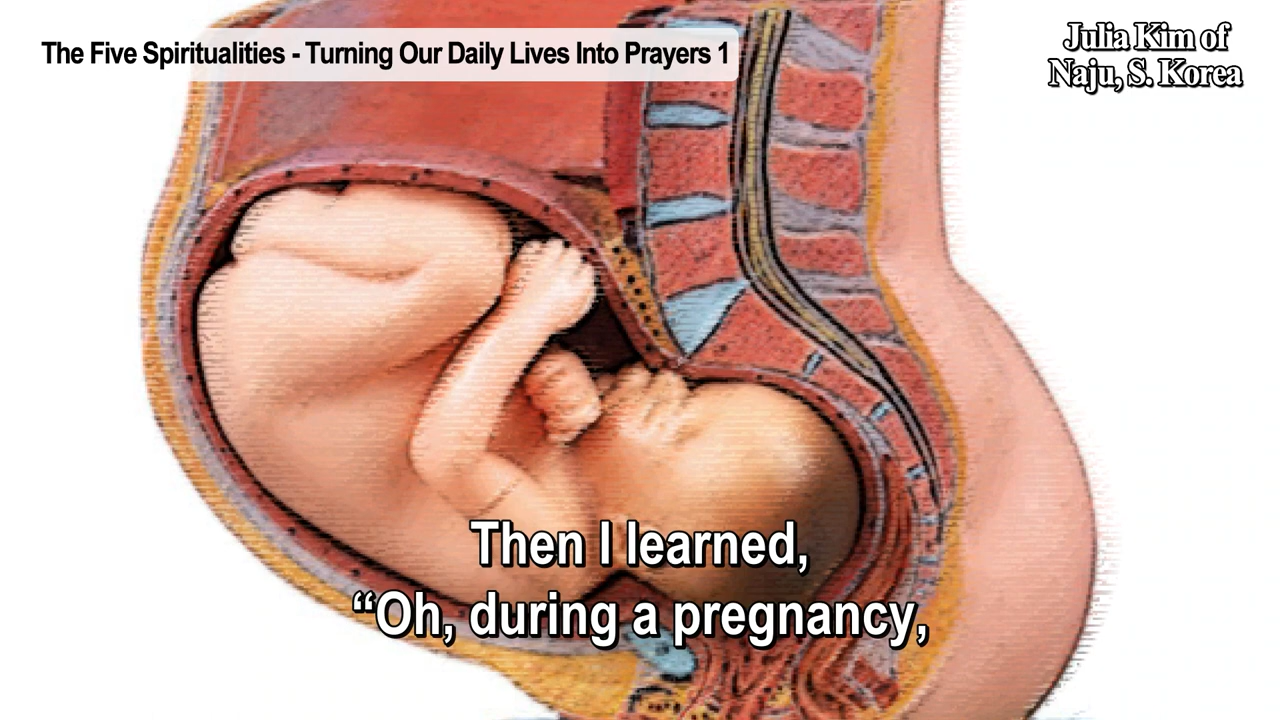 The Five Spiritualities - Turning Our Daily Lives Into Prayers 1
Julia Kim of
Naju, S. Korea
Then I learned,
“Oh, during a pregnancy,